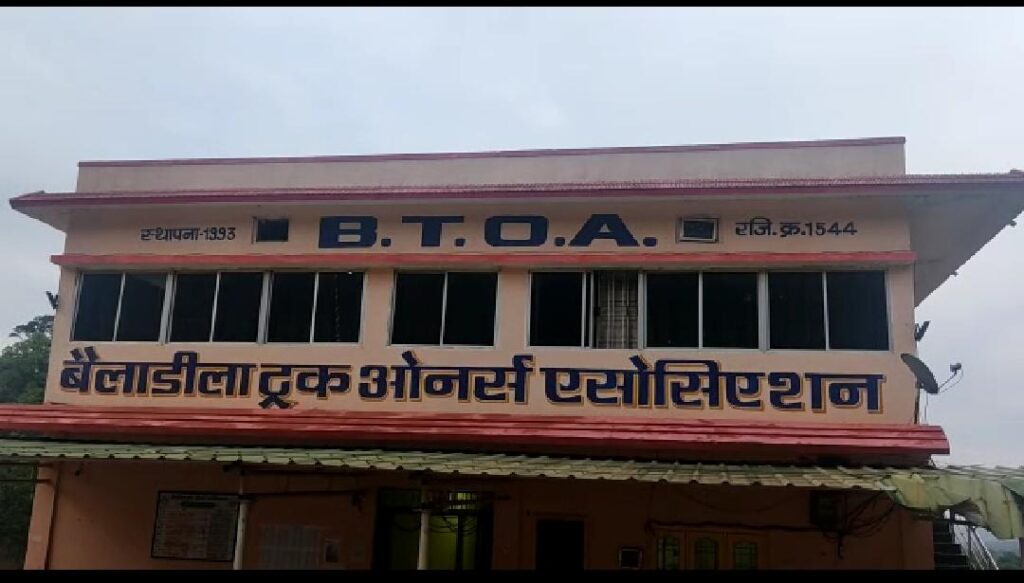 स्थापना-1993 B.T.O.A. रजि.क्र.1544
बैलाडीला ट्रक ओनर्स एसोसिएशन